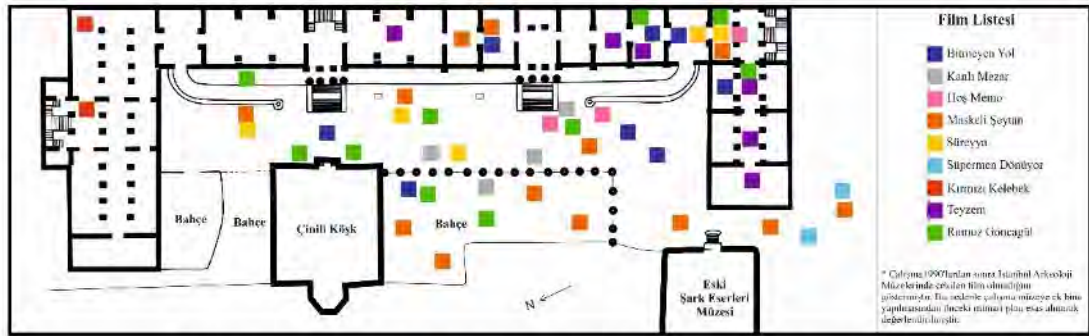 Film Listesi
Bitmeyen Yol
Kanlı Mezar
Hoş Memo
Maskeli Şeytan
Süreyya
Süpermen Dönüyor
Kırmızı Kelebek
Teyzem
Ramuz Goncagül
Bahçe
Bahçe
Çinili Köşk
Bahçe
N
Eski
Şark Eserleri
Müzesi
* Çalışma 1990'lardan sonra İstanbul Arkeoloji
Müzelerinde çekilen film olmadığını
göstermiştir. Bu nedenle çalışma müzeye ek bina
yapılmasından önceki mimari plan esas alınarak
değerlendirilmiştir.